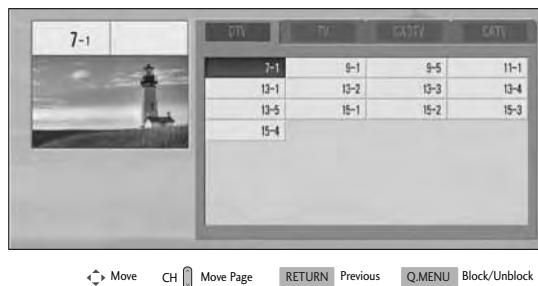 7-1
DTV TV CADTV CATV
7-1 9-1 9-5 11-1
13-1 13-2 13-3 13-4
13-5 15-1 15-2 15-3
15-4
Move CH Move Page RETURN Previous Q.MENU Block/Unblock